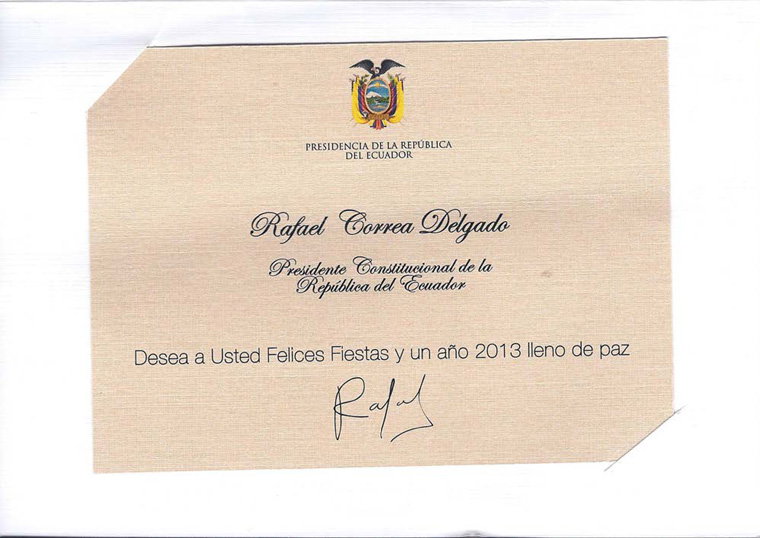 PRESIDENCIA DE LA REPÚBLICA
DEL ECUADOR
Rafael Correa Delgado
Presidente Constitucional de la
República del Ecuador
Desea a Usted Felices Fiestas y un año 2013 lleno de paz
Rafael